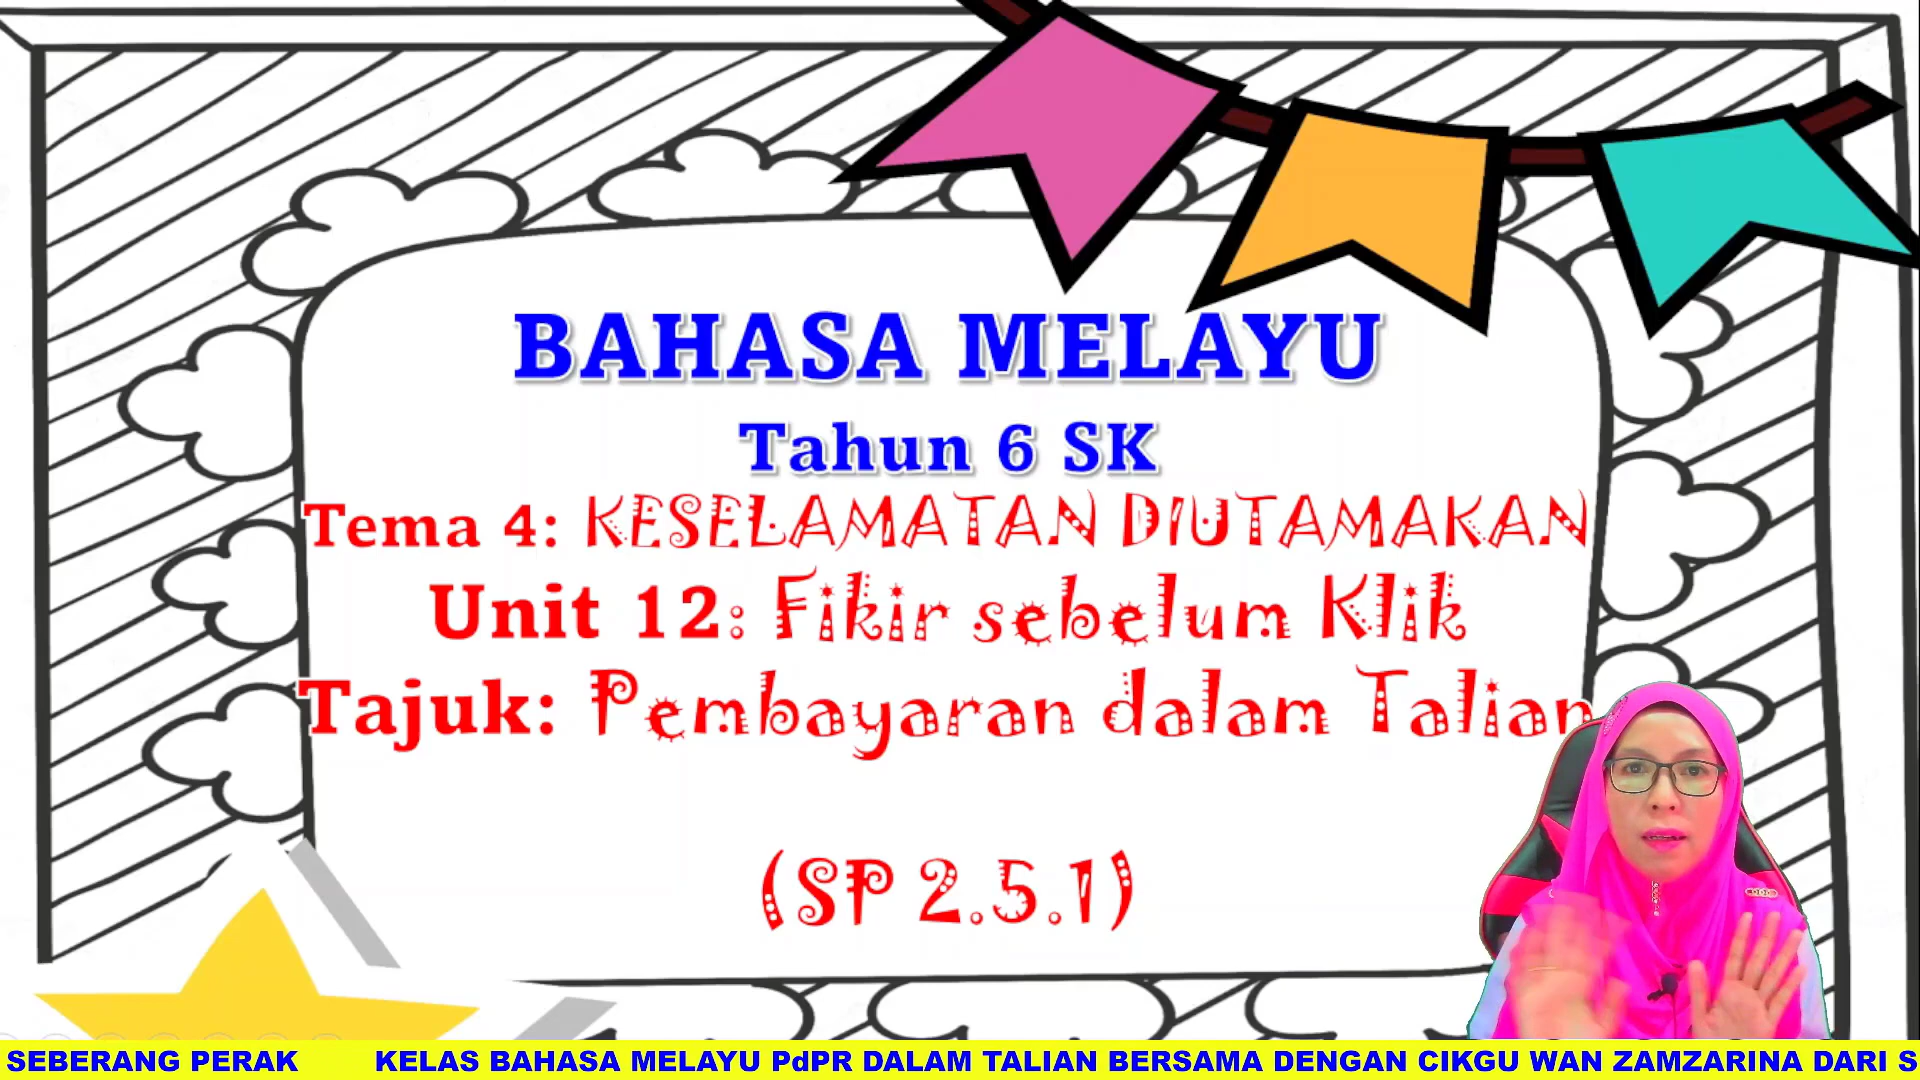 BAHASA MELAYU
Tahun 6 SK
Tema 4: KESELAMATAN DIUTAMAKAN
Unit 12: Fikir sebelum Klik
Tajuk: Pembayaran dalam Talian
(SP 2.5.1)
SEBERANG PERAK KELAS BAHASA MELAYU PdPR DALAM TALIAN BERSAMA DENGAN CIKGU WAN ZAMZARINA DARI S